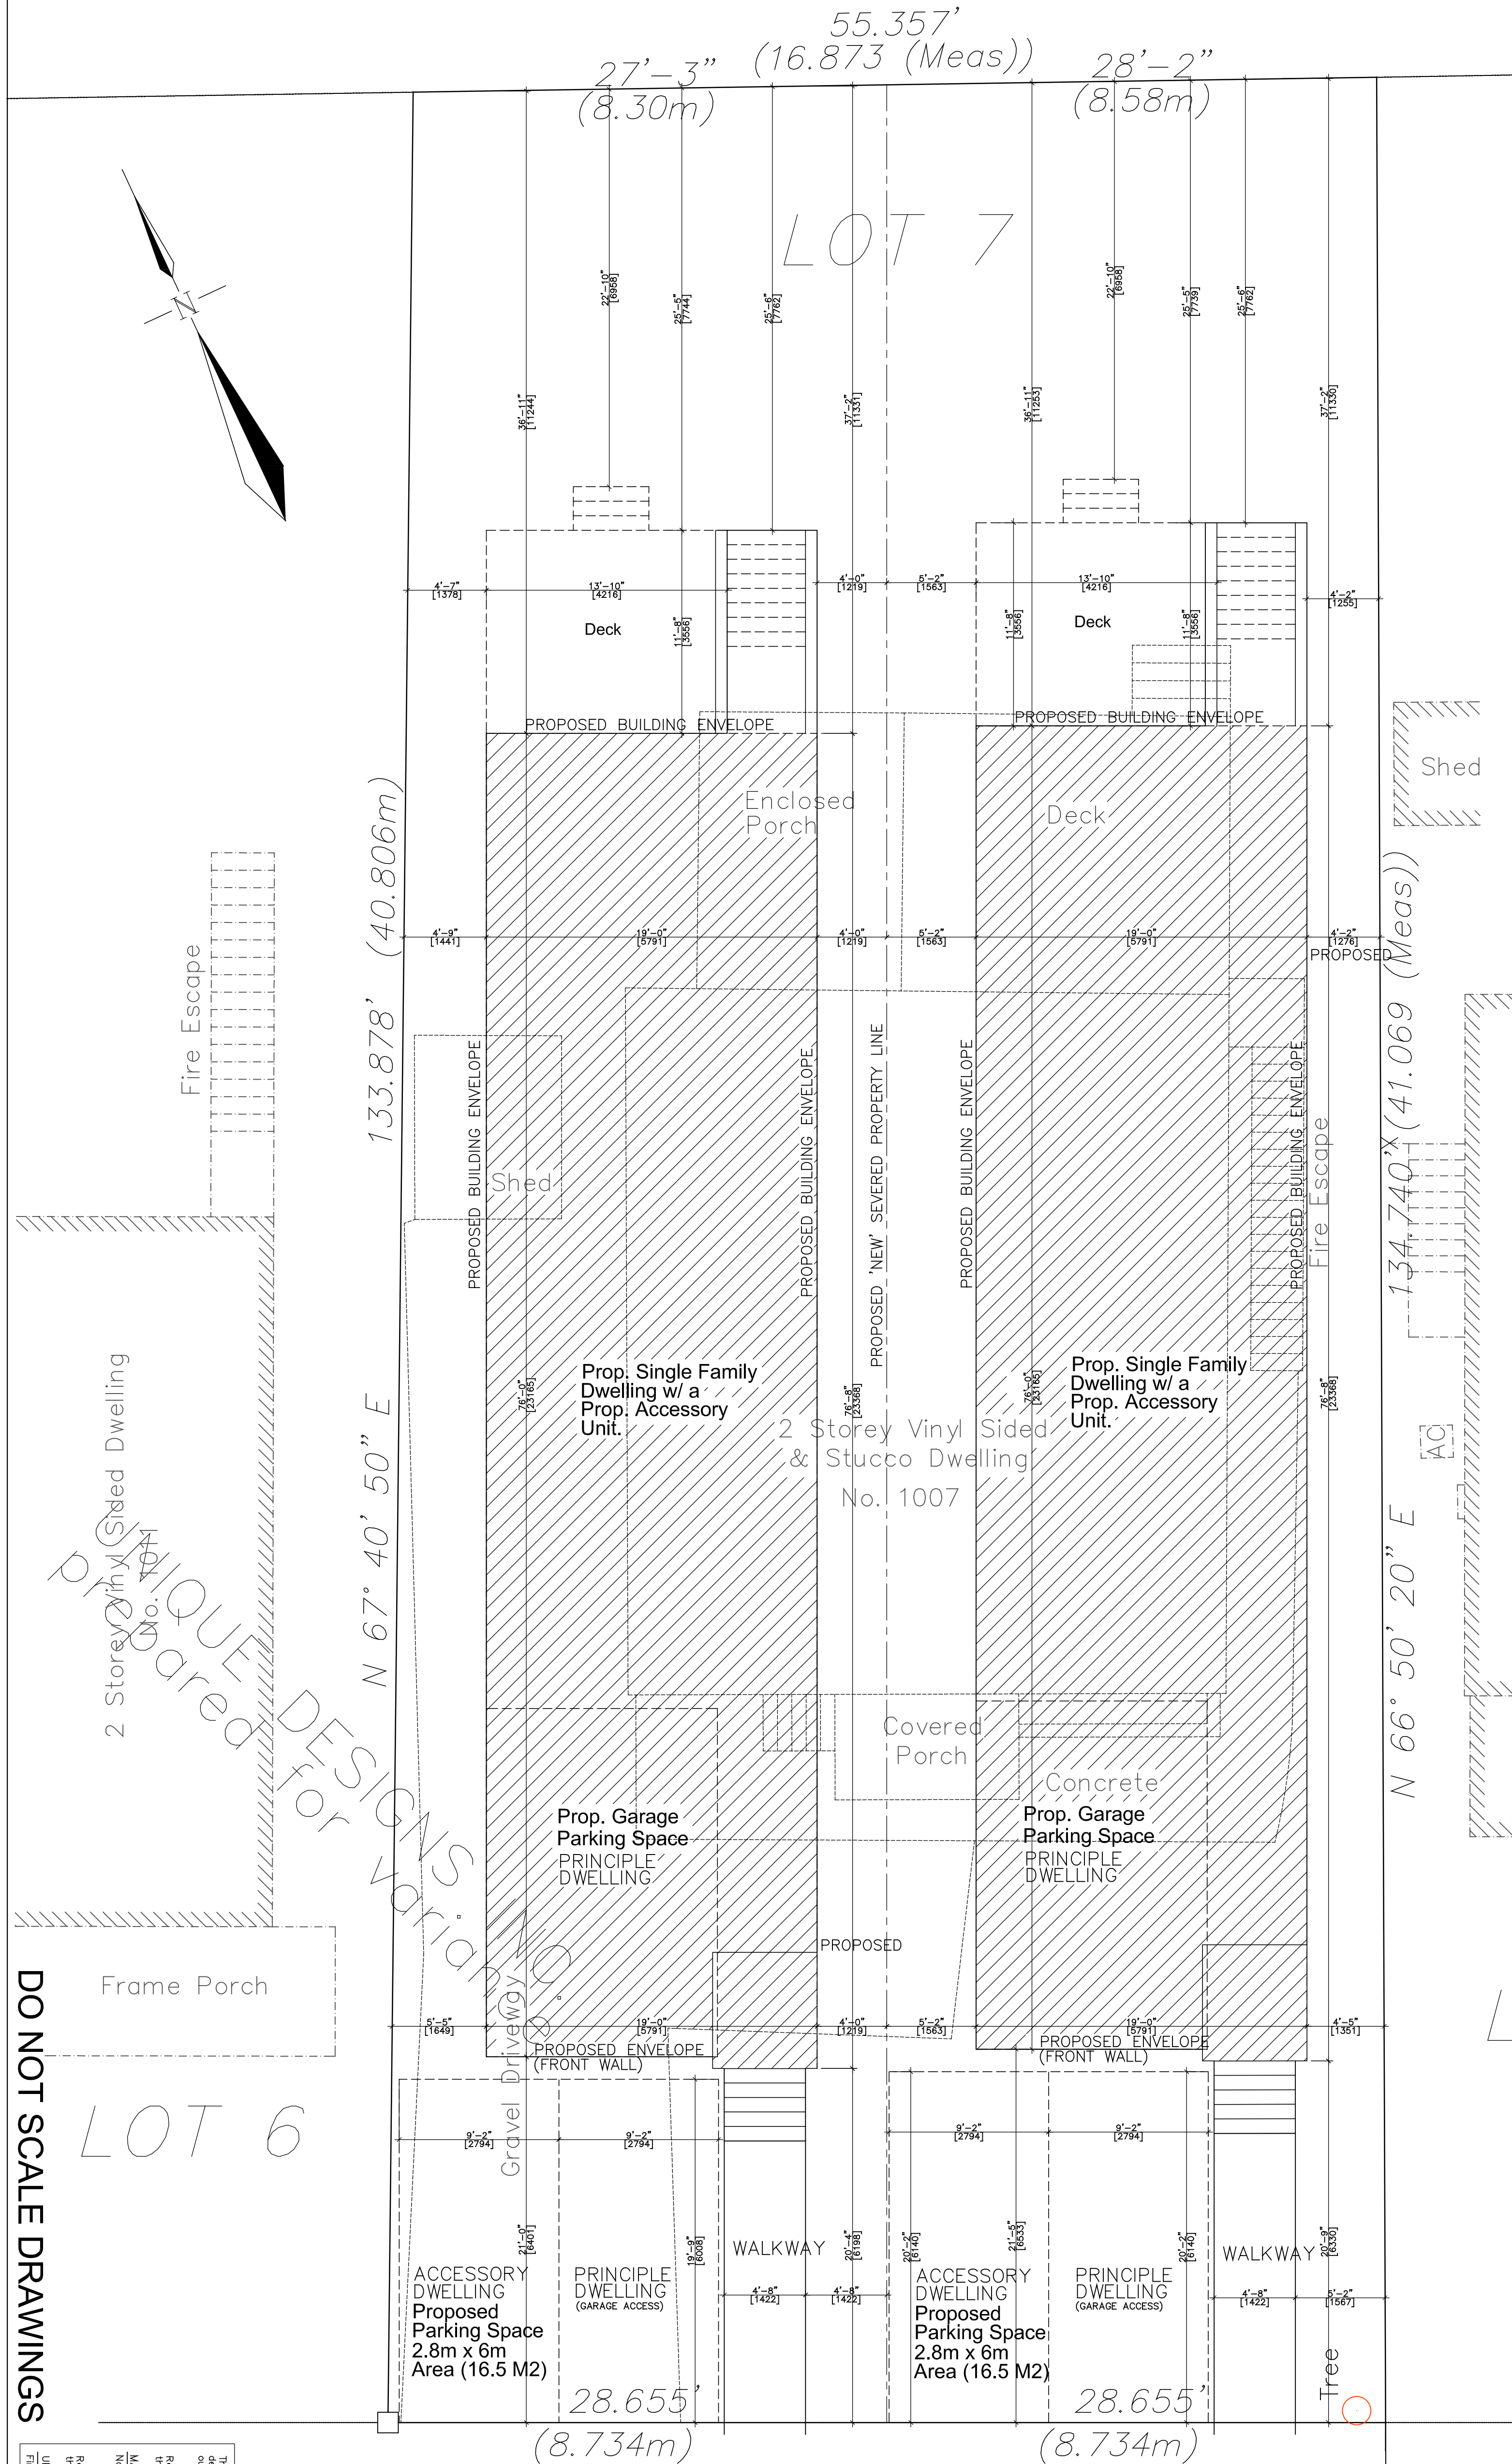 55.357'
(16.873 (Meas))
27'-3"
(8.30m)
28'-2"
(8.58m)
N
LOT 7
22'-10"
[6958]
25'-5"
[7744]
25'-6"
[7762]
22'-10"
[6958]
25'-5"
[7739]
25'-6"
[7762]
36'-11"
[11244]
37'-2"
[11331]
36'-11"
[11253]
37'-2"
[11330]
4'-7"
[1378]
13'-10"
[4216]
4'-0"
[1219]
5'-2"
[1563]
13'-10"
[4216]
4'-2"
[1255]
Deck
11'-8"
[3556]
11'-8"
[3556]
Deck
11'-8"
[3556]
PROPOSED BUILDING ENVELOPE
PROPOSED BUILDING ENVELOPE
Shed
Enclosed
Porch
Deck
133.878' (40.806m)
134.740' (41.069 (Meas))
4'-9"
[1441]
19'-0"
[5791]
4'-0"
[1219]
5'-2"
[1563]
19'-0"
[5791]
4'-2"
[1276]
PROPOSED
Fire Escape
PROPOSED BUILDING ENVELOPE
PROPOSED BUILDING ENVELOPE
PROPOSED 'NEW' SEVERED PROPERTY LINE
PROPOSED BUILDING ENVELOPE
PROPOSED BUILDING ENVELOPE
Fire Escape
Shed
Prop. Single Family
Dwelling w/ a
Prop. Accessory
Unit.
76'-0"
[23165]
76'-8"
[23368]
Prop. Single Family
Dwelling w/ a
Prop. Accessory
Unit.
76'-0"
[23165]
76'-8"
[23368]
2 Storey Vinyl Sided
& Stucco Dwelling
No. 1007
AC
2 Storey Vinyl Sided Dwelling
No. 1011
N 67° 40' 50" E
N 66° 50' 20" E
UNIQUE DESIGNS
prepared for
Covered
Porch
Concrete
Prop. Garage
Parking Space
PRINCIPLE
DWELLING
Prop. Garage
Parking Space
PRINCIPLE
DWELLING
PROPOSED
Frame Porch
5'-5"
[1649]
19'-0"
[5791]
4'-0"
[1219]
5'-2"
[1563]
19'-0"
[5791]
4'-5"
[1351]
PROPOSED ENVELOPE
(FRONT WALL)
PROPOSED ENVELOPE
(FRONT WALL)
Gravel Driveway
LOT 6
9'-2"
[2794]
9'-2"
[2794]
9'-2"
[2794]
9'-2"
[2794]
21'-0"
[6401]
19'-9"
[6008]
WALKWAY
20'-4"
[6198]
20'-2"
[6140]
21'-5"
[6533]
20'-2"
[6140]
WALKWAY
20'-9"
[6330]
ACCESSORY
DWELLING
Proposed
Parking Space
2.8m x 6m
Area (16.5 M2)
PRINCIPLE
DWELLING
(GARAGE ACCESS)
4'-8"
[1422]
4'-8"
[1422]
ACCESSORY
DWELLING
Proposed
Parking Space
2.8m x 6m
Area (16.5 M2)
PRINCIPLE
DWELLING
(GARAGE ACCESS)
4'-8"
[1422]
5'-2"
[1567]
Tree
28.655'
(8.734m)
28.655'
(8.734m)
DO NOT SCALE DRAWINGS